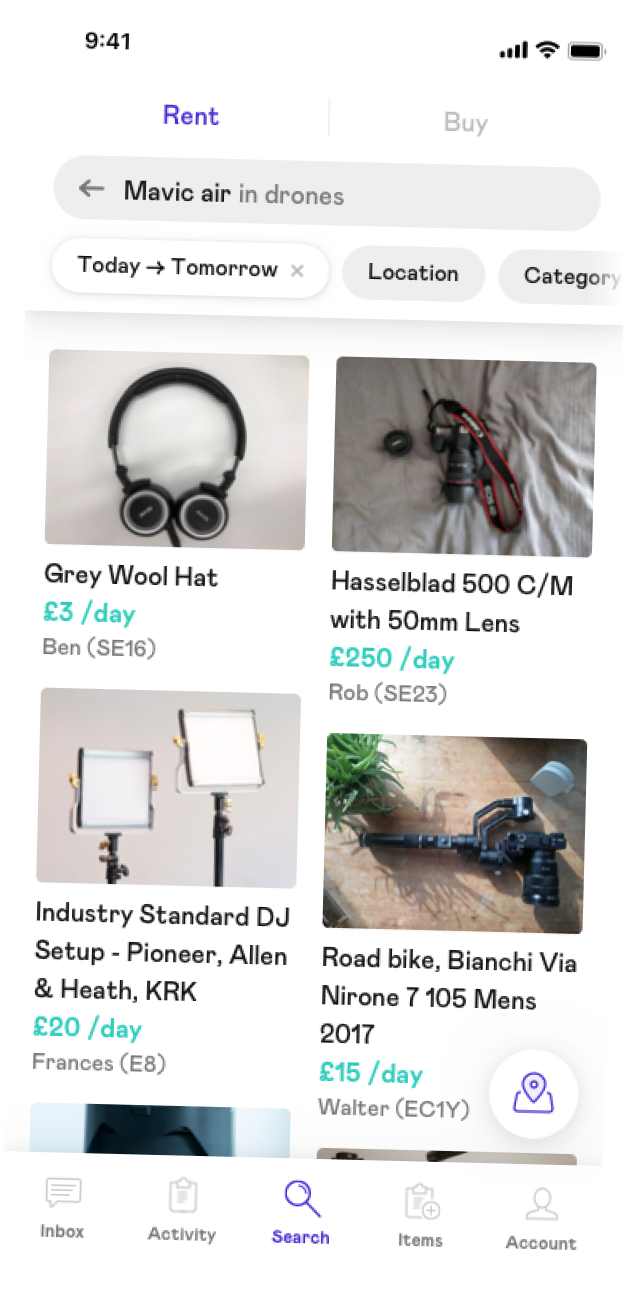 9:41
Rent
Buy
Mavic air in drones
Today → Tomorrow ×
Location
Category
Grey Wool Hat
£3 /day
Ben (SE16)
Hasselblad 500 C/M
with 50mm Lens
£250 /day
Rob (SE23)
Industry Standard DJ
Setup - Pioneer, Allen
& Heath, KRK
£20 /day
Frances (E8)
Road bike, Bianchi Via
Nirone 7 105 Mens
2017
£15 /day
Walter (EC1Y)
Inbox
Activity
Search
Items
Account